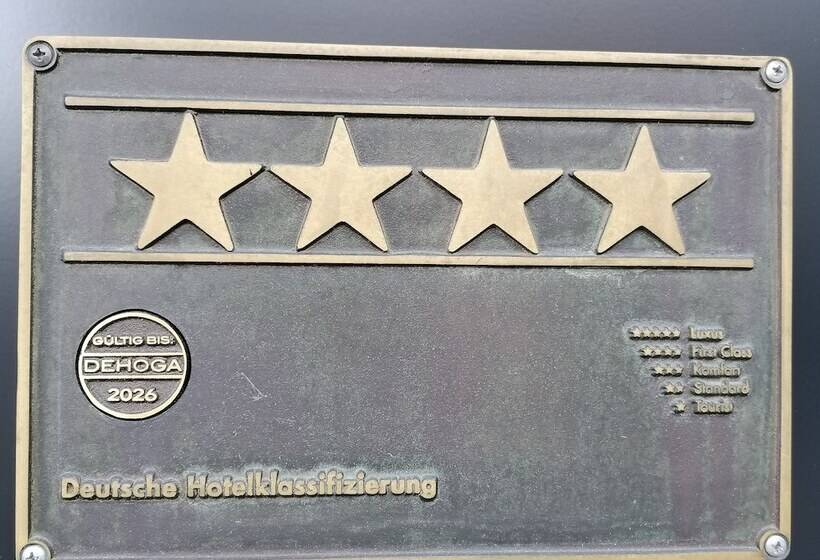 GÜLTIG BIS:
DEHOGA
2026
Luxus
First Class
Komfort
Standard
Tourist
Deutsche Hotelklassifizierung